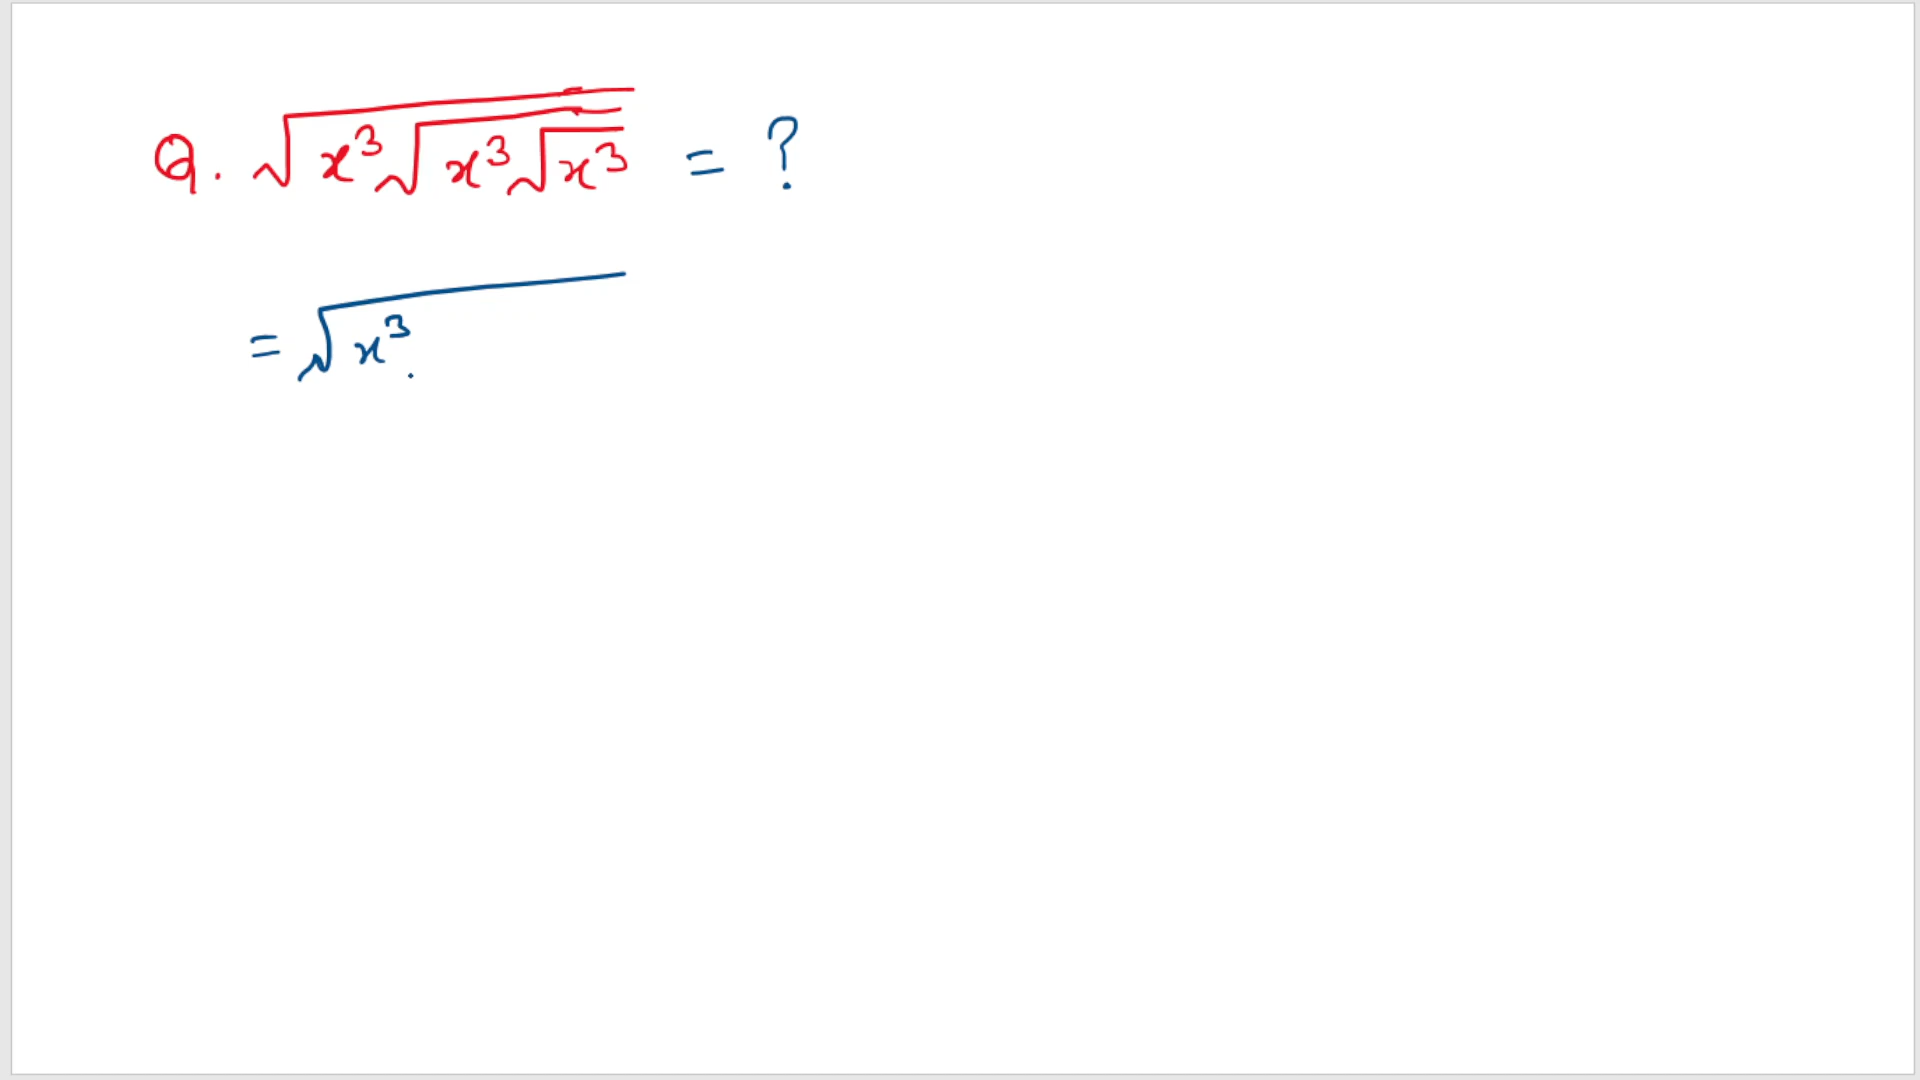 Q. √(x³√(x³√(x³))) = ?
= √(x³.